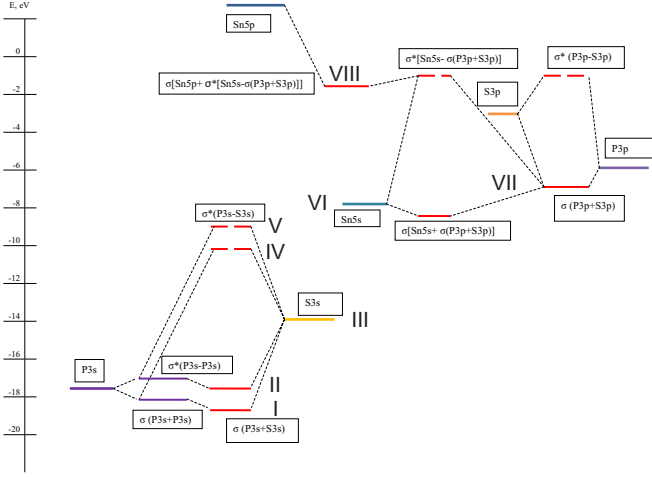 E, eV
Sn5p
0
σ*[Sn5s- σ(P3p+S3p)]
σ* (P3p-S3p)
VIII
σ[Sn5p+ σ*[Sn5s-σ(P3p+S3p)]]
-2
S3p
-4
P3p
-6
VII
VI
σ (P3p+S3p)
-8
Sn5s
σ*(P3s-S3s)
V
σ[Sn5s+ σ(P3p+S3p)]
-10
IV
S3s
III
-14
-16
P3s
σ*(P3s-P3s)
II
-18
I
σ (P3s+P3s)
σ (P3s+S3s)
-20